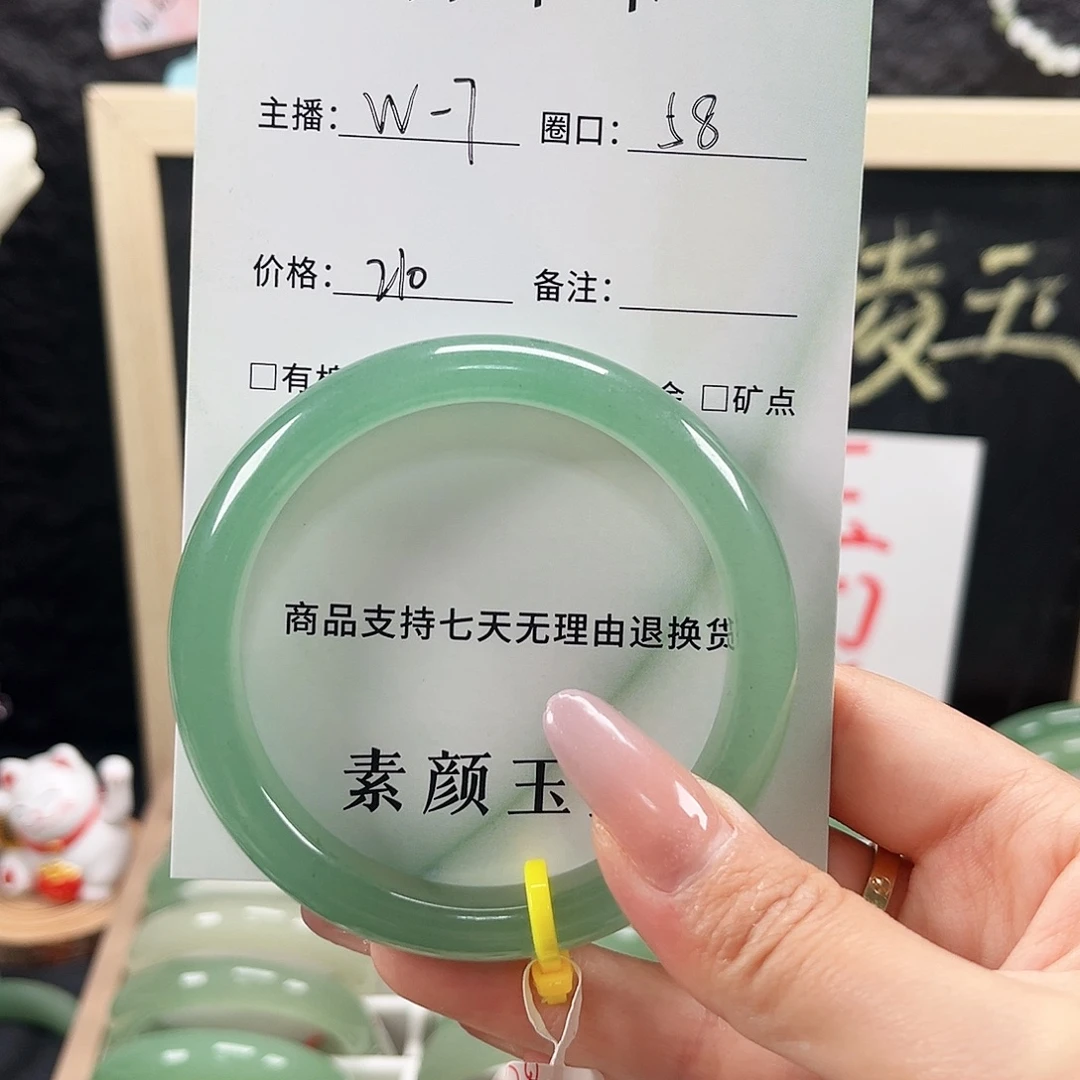 主播: W-7 圈口: 58
价格: 210 备注:
□有 □矿点
商品支持七天无理由退换货
素颜玉